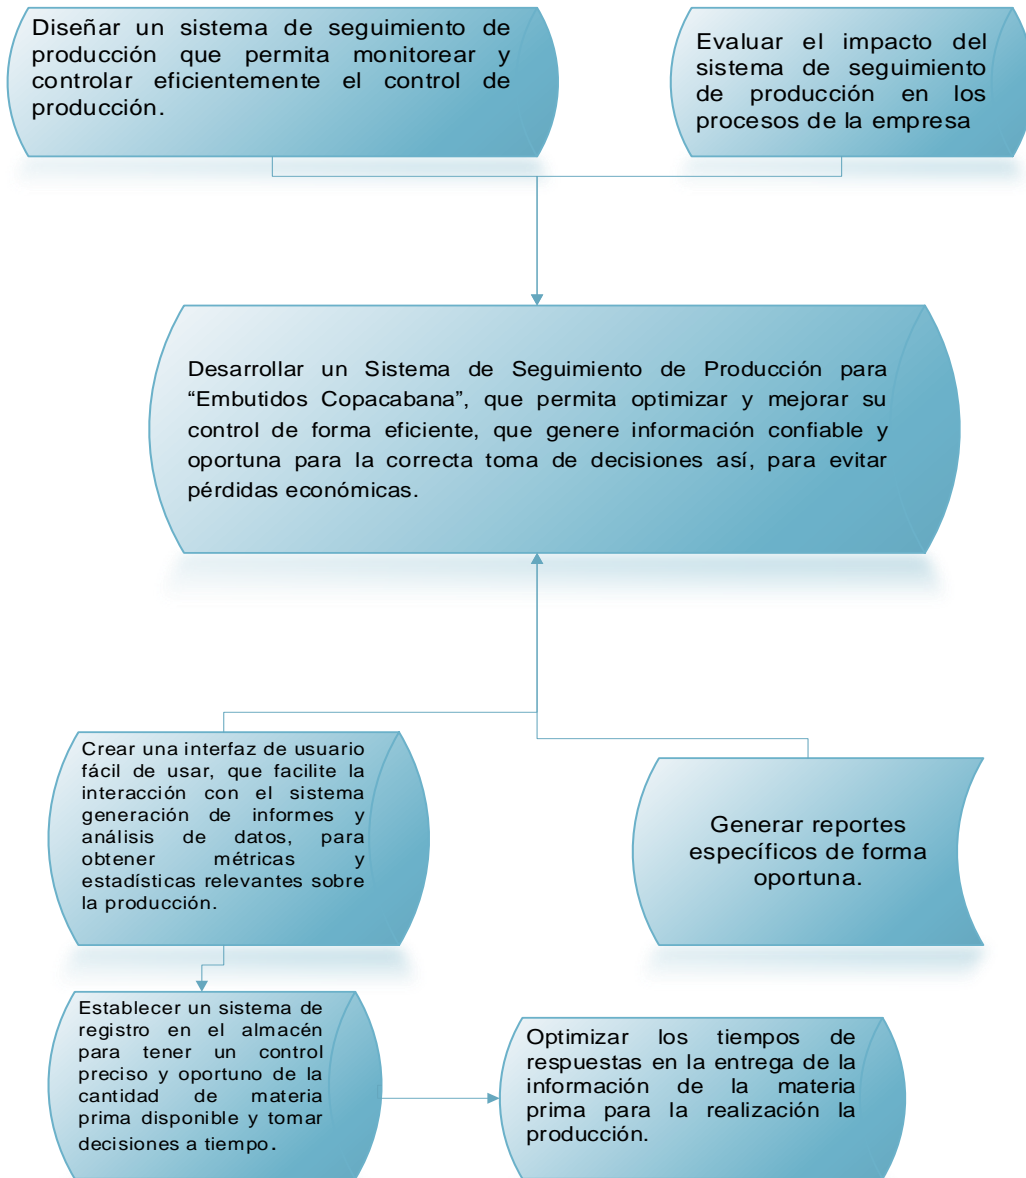 Diseñar un sistema de seguimiento de
producción que permita monitorear y
controlar eficientemente el control de
producción.
Evaluar el impacto del
sistema de seguimiento
de producción en los
procesos de la empresa
Desarrollar un Sistema de Seguimiento de Producción para
“Embutidos Copacabana”, que permita optimizar y mejorar su
control de forma eficiente, que genere información confiable y
oportuna para la correcta toma de decisiones así, para evitar
pérdidas económicas.
Crear una interfaz de usuario
fácil de usar, que facilite la
interacción con el sistema
generación de informes y
análisis de datos, para
obtener métricas y
estadísticas relevantes sobre
la producción.
Generar reportes
específicos de forma
oportuna.
Establecer un sistema de
registro en el almacén
para tener un control
preciso y oportuno de la
cantidad de materia
prima disponible y tomar
decisiones a tiempo.
Optimizar los tiempos de
respuestas en la entrega de la
información de la materia
prima para la realización la
producción.